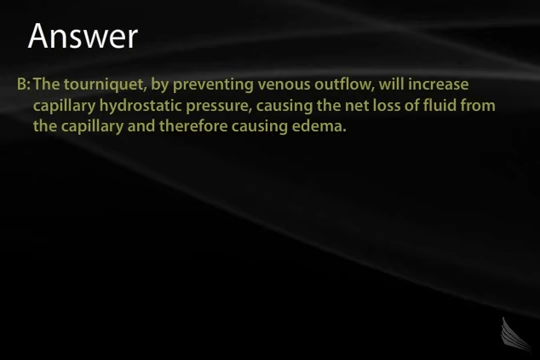 Answer
B: The tourniquet, by preventing venous outflow, will increase
capillary hydrostatic pressure, causing the net loss of fluid from
the capillary and therefore causing edema.